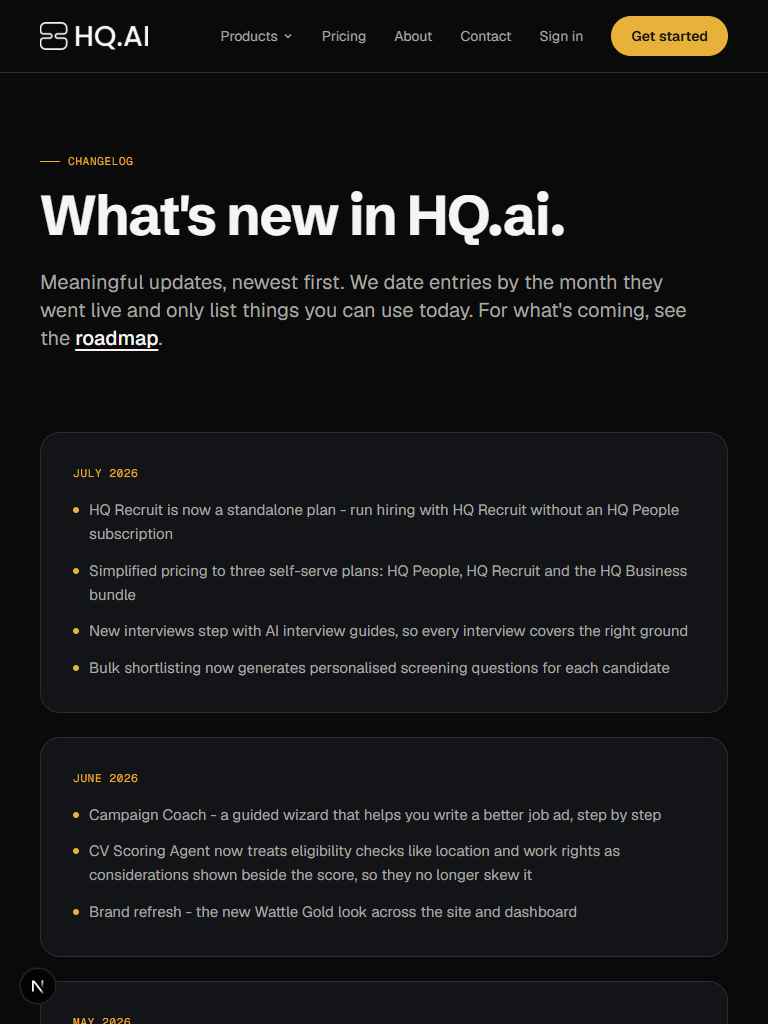 HQ.AI
Products
Pricing
About
Contact
Sign in
Get started
CHANGELOG
What's new in HQ.ai.
Meaningful updates, newest first. We date entries by the month they
went live and only list things you can use today. For what's coming, see
the roadmap.
JULY 2026
HQ Recruit is now a standalone plan - run hiring with HQ Recruit without an HQ People
subscription
Simplified pricing to three self-serve plans: HQ People, HQ Recruit and the HQ Business
bundle
New interviews step with AI interview guides, so every interview covers the right ground
Bulk shortlisting now generates personalised screening questions for each candidate
JUNE 2026
Campaign Coach - a guided wizard that helps you write a better job ad, step by step
CV Scoring Agent now treats eligibility checks like location and work rights as
considerations shown beside the score, so they no longer skew it
Brand refresh - the new Wattle Gold look across the site and dashboard
N
MAY 2026